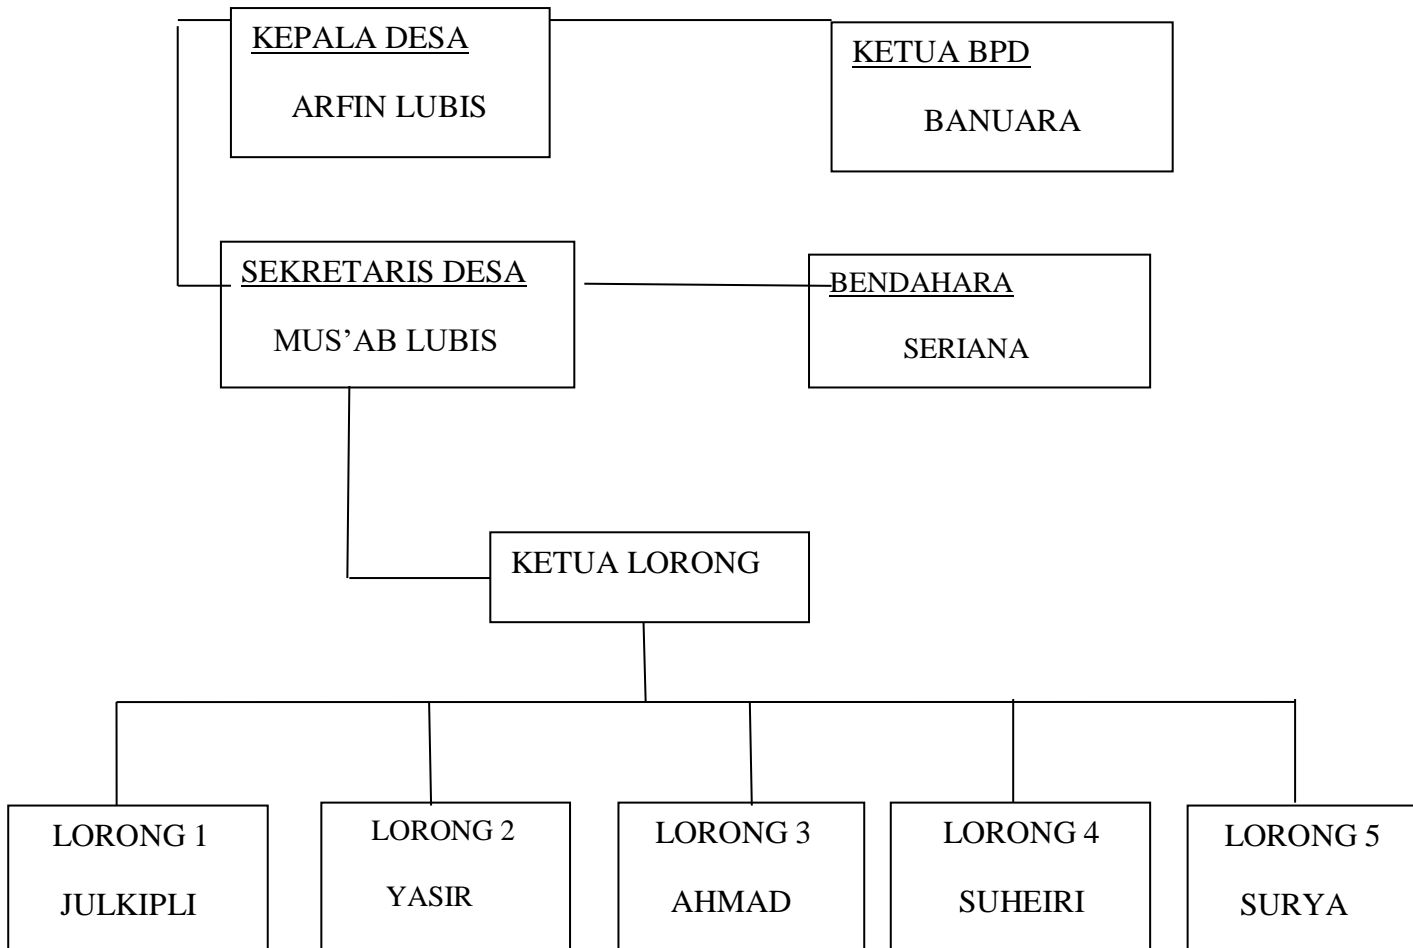 KEPALA DESA
ARFIN LUBIS
KETUA BPD
BANUARA
SEKRETARIS DESA
MUS’AB LUBIS
BENDAHARA
SERIANA
KETUA LORONG
LORONG 1
JULKIPLI
LORONG 2
YASIR
LORONG 3
AHMAD
LORONG 4
SUHEIRI
LORONG 5
SURYA